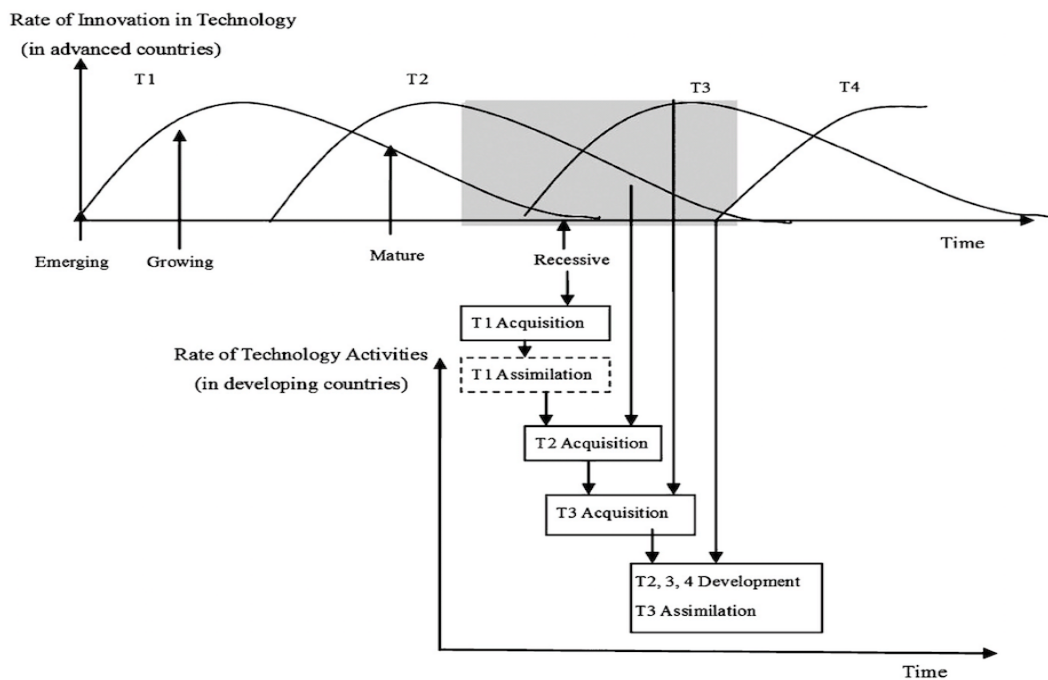 Rate of Innovation in Technology
(in advanced countries)
T1
T2
T3
T4
Emerging
Growing
Mature
Recessive
Time
T1 Acquisition
Rate of Technology Activities
(in developing countries)
T1 Assimilation
T2 Acquisition
T3 Acquisition
T2, 3, 4 Development
T3 Assimilation
Time